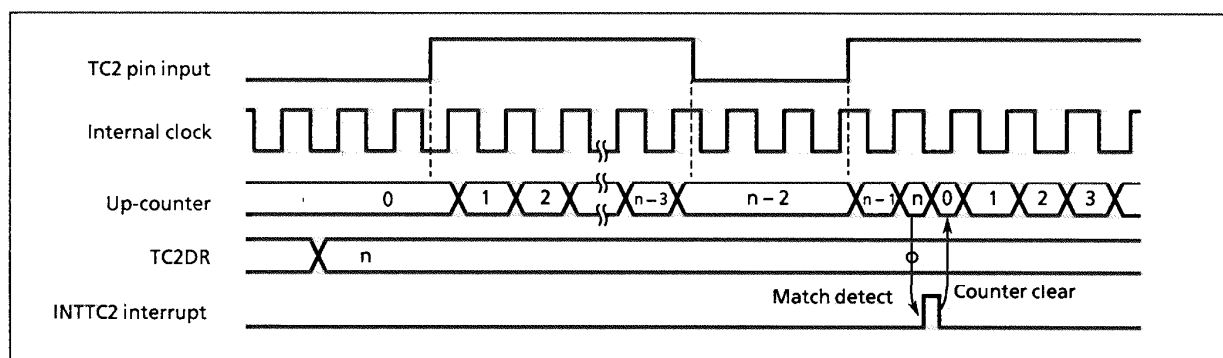 TC2 pin input
Internal clock
Up-counter
0 1 2 n-3 n-2 n-1 n 0 1 2 3
TC2DR
n
Match detect
Counter clear
INTTC2 interrupt